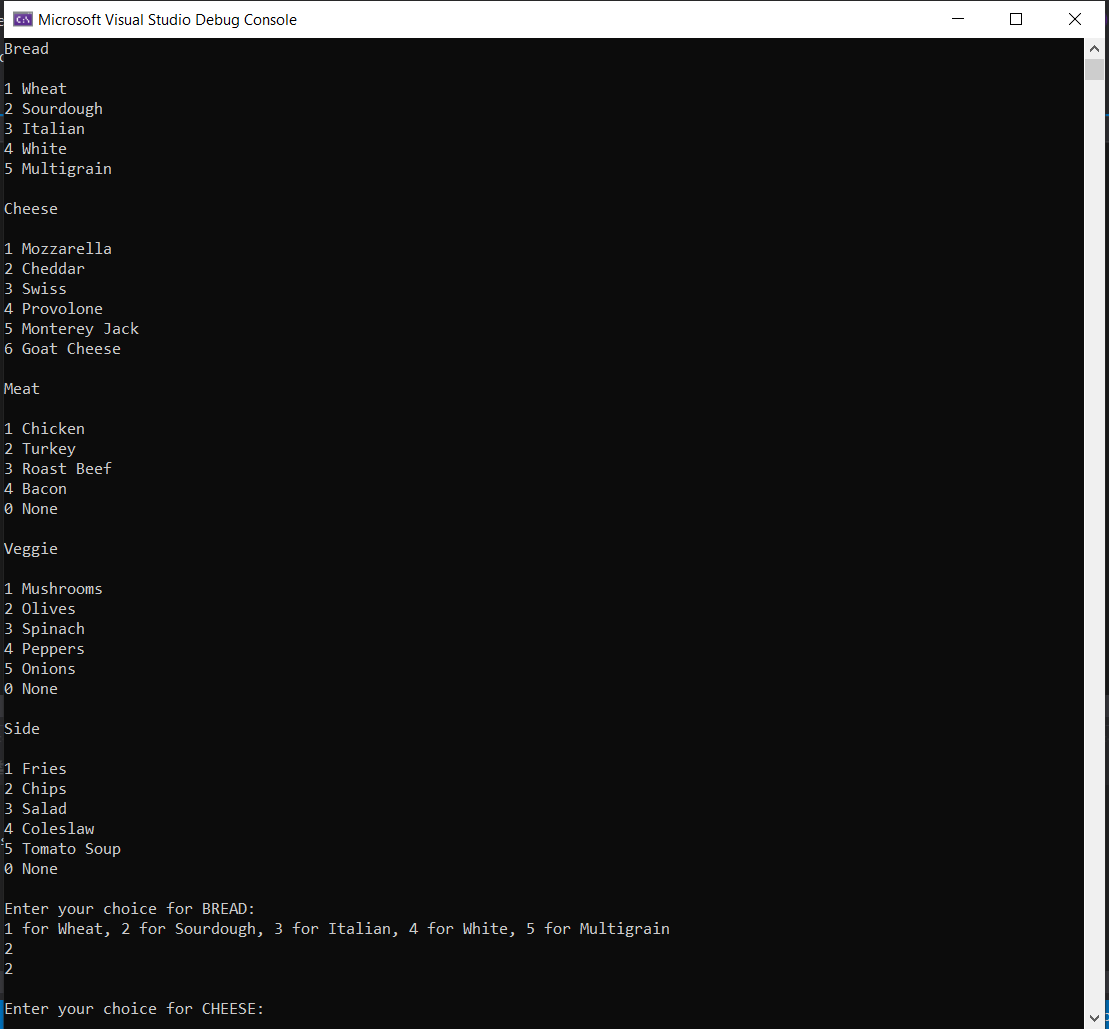 Microsoft Visual Studio Debug Console
Bread
1 Wheat
2 Sourdough
3 Italian
4 White
5 Multigrain
Cheese
1 Mozzarella
2 Cheddar
3 Swiss
4 Provolone
5 Monterey Jack
6 Goat Cheese
Meat
1 Chicken
2 Turkey
3 Roast Beef
4 Bacon
0 None
Veggie
1 Mushrooms
2 Olives
3 Spinach
4 Peppers
5 Onions
0 None
Side
1 Fries
2 Chips
3 Salad
4 Coleslaw
5 Tomato Soup
0 None
Enter your choice for BREAD:
1 for Wheat, 2 for Sourdough, 3 for Italian, 4 for White, 5 for Multigrain
2
2
Enter your choice for CHEESE: